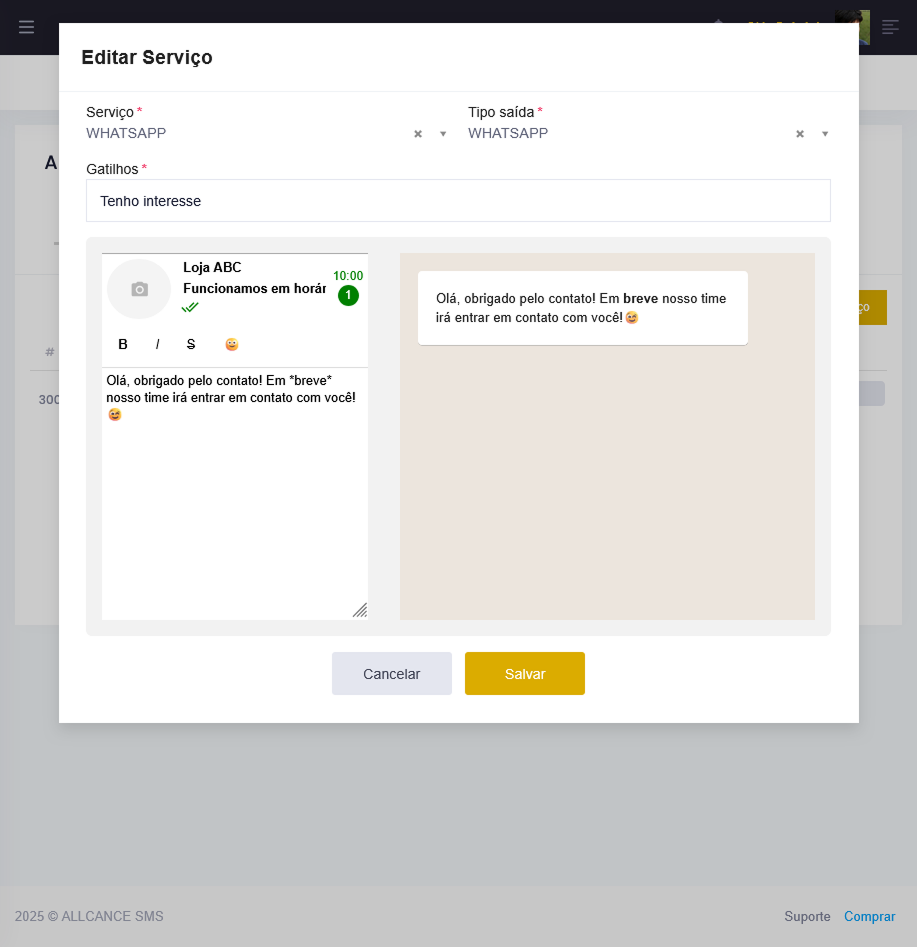 Editar Serviço
Serviço *
Tipo saída *
WHATSAPP
WHATSAPP
Gatilhos *
Tenho interesse
Loja ABC
Funcionamos em horár
10:00
1
B I S
Olá, obrigado pelo contato! Em *breve*
nosso time irá entrar em contato com você!
😅
Olá, obrigado pelo contato! Em breve nosso time
irá entrar em contato com você!😅
A
#
300
ço
Cancelar
Salvar
2025 © ALLCANCE SMS
Suporte
Comprar